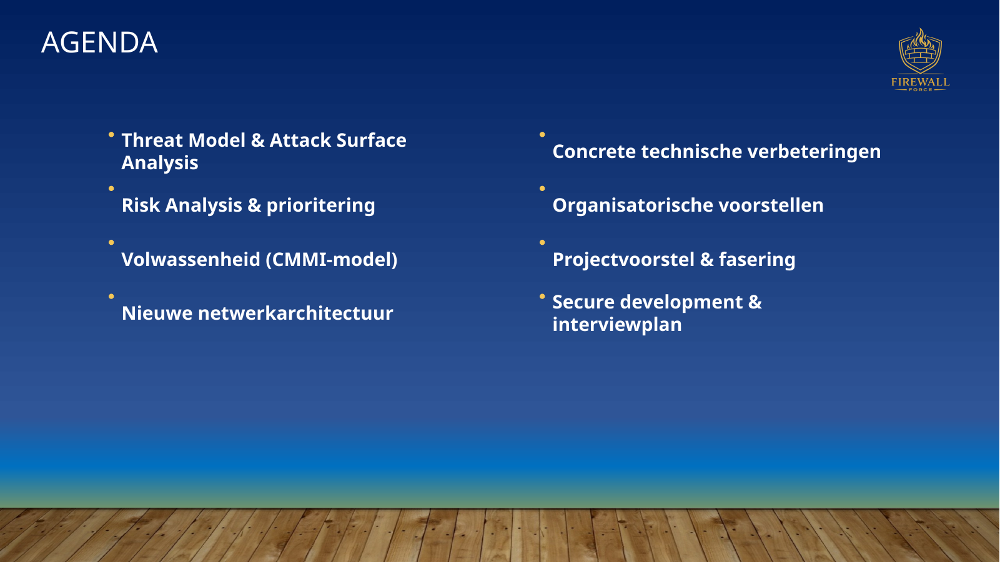 AGENDA
FIREWALL
FORCE
• Threat Model & Attack Surface
Analysis
• Risk Analysis & prioritering
• Volwassenheid (CMMI-model)
• Nieuwe netwerkarchitectuur
• Concrete technische verbeteringen
• Organisatorische voorstellen
• Projectvoorstel & fasering
• Secure development &
interviewplan